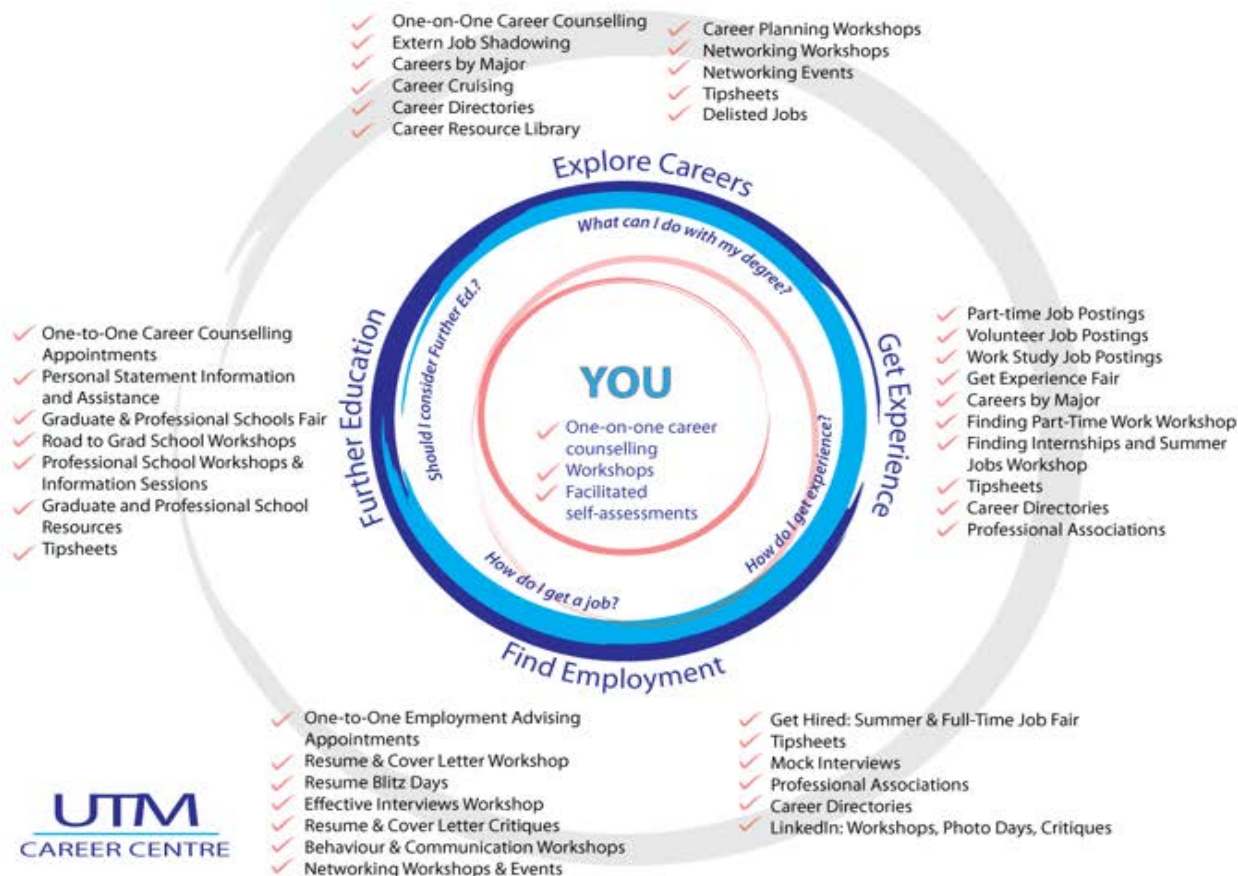 One-on-One Career Counselling
Extern Job Shadowing
Careers by Major
Career Cruising
Career Directories
Career Resource Library
Career Planning Workshops
Networking Workshops
Networking Events
Tipsheets
Delisted Jobs
Explore Careers
What can I do with my degree?
Further Education
Should I consider Further Ed.?
One-to-One Career Counselling
Appointments
Personal Statement Information
and Assistance
Graduate & Professional Schools Fair
Road to Grad School Workshops
Professional School Workshops &
Information Sessions
Graduate and Professional School
Resources
Tipsheets
YOU
One-on-one career
counselling
Workshops
Facilitated
self-assessments
Get Experience
How do I get experience?
Part-time Job Postings
Volunteer Job Postings
Work Study Job Postings
Get Experience Fair
Careers by Major
Finding Part-Time Work Workshop
Finding Internships and Summer
Jobs Workshop
Tipsheets
Career Directories
Professional Associations
How do I get a job?
Find Employment
One-to-One Employment Advising
Appointments
Resume & Cover Letter Workshop
Resume Blitz Days
Effective Interviews Workshop
Resume & Cover Letter Critiques
Behaviour & Communication Workshops
Networking Workshops & Events
Get Hired: Summer & Full-Time Job Fair
Tipsheets
Mock Interviews
Professional Associations
Career Directories
LinkedIn: Workshops, Photo Days, Critiques
UTM
CAREER CENTRE